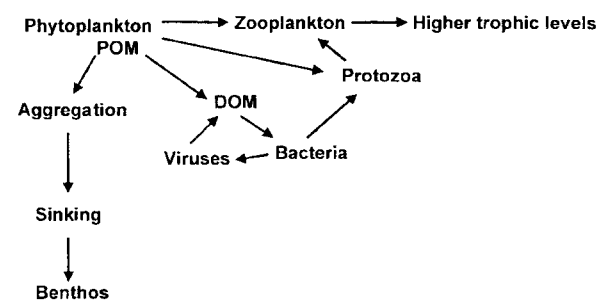 Phytoplankton
Zooplankton
Higher trophic levels
POM
Protozoa
Aggregation
DOM
Viruses
Bacteria
Sinking
Benthos